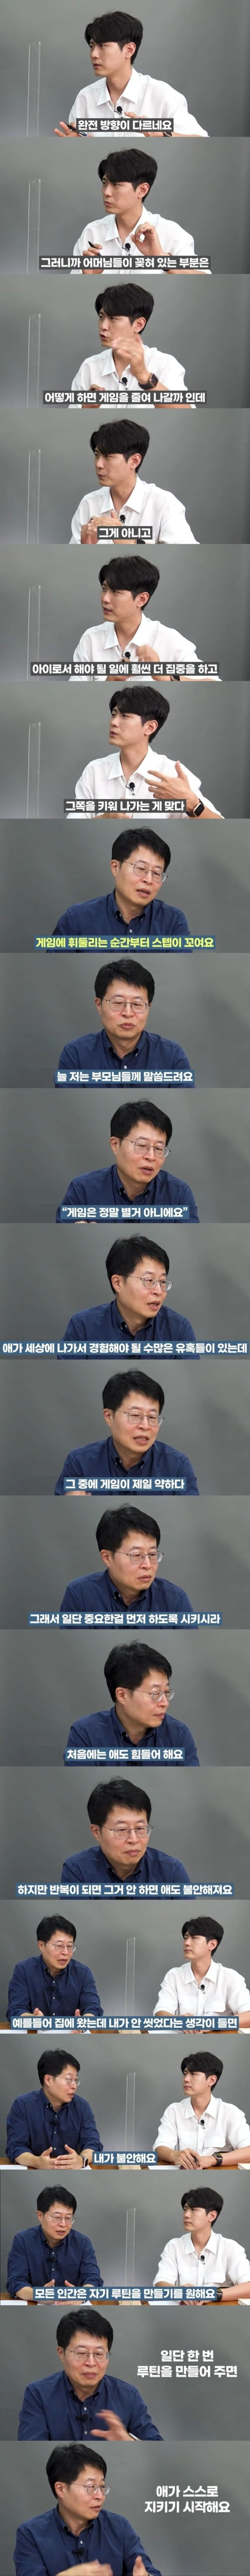 완전 방향이 다르네요
그러니까 어머님들이 꽂혀 있는 부분은
어떻게 하면 게임을 줄여 나갈까 인데
그게 아니고
아이로서 해야 될 일에 훨씬 더 집중을 하고
그쪽을 키워 나가는 게 맞다
게임에 휘둘리는 순간부터 스텝이 꼬여요
늘 저는 부모님들께 말씀드려요
“게임은 정말 별거 아니에요”
애가 세상에 나가서 경험해야 될 수많은 유혹들이 있는데
그 중에 게임이 제일 약하다
그래서 일단 중요한걸 먼저 하도록 시키시라
처음에는 애도 힘들어 해요
하지만 반복이 되면 그거 안 하면 애도 불안해져요
예를들어 집에 왔는데 내가 안 씻었다는 생각이 들면
내가 불안해요
모든 인간은 자기 루틴을 만들기를 원해요
일단 한 번
루틴을 만들어 주면
애가 스스로
지키기 시작해요